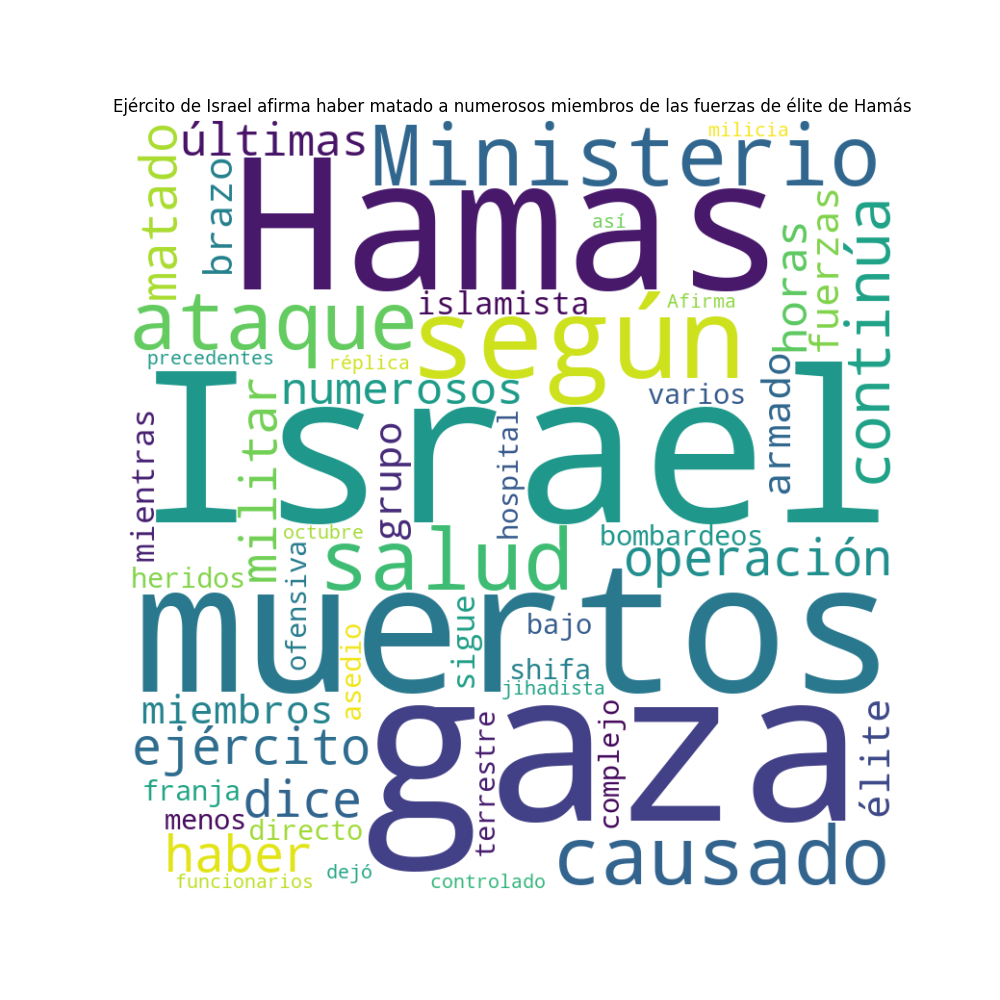 Ejército de Israel afirma haber matado a numerosos miembros de las fuerzas de élite de Hamás
milicia
últimas
Ministerio
matado
brazo
Hamas
así
fuerzas
continúa
horas
ataque
islamista
Afirma
según
precedentes
réplica
numerosos
varios
armado
Israel
militar
mientras
grupo
hospital
octubre
salud
bombardeos
operación
heridos
ofensiva
muertos
sigue
bajo
asedio
shifa
jihadista
miembros
gaza
ejército
terrestre
complejo
élite
franja
dice
menos
directo
haber
causado
dejó
funcionarios
controlado